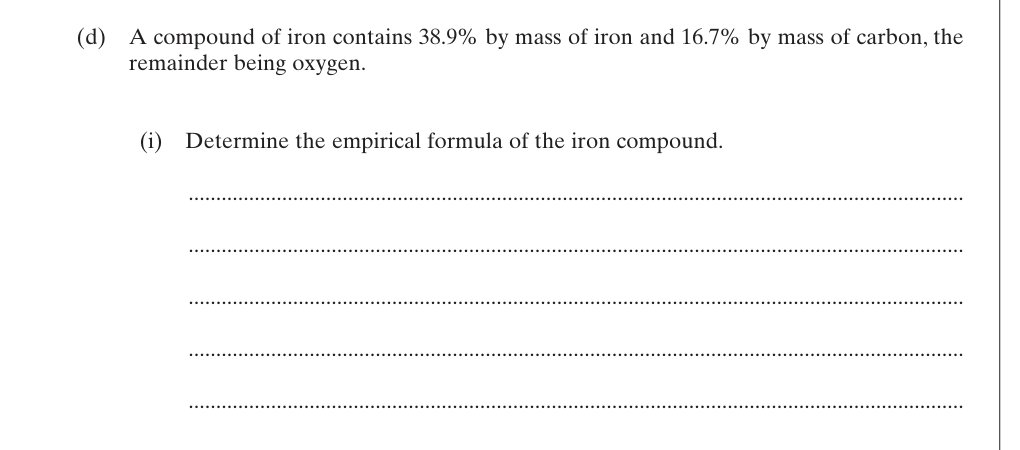 (d) A compound of iron contains 38.9% by mass of iron and 16.7% by mass of carbon, the
remainder being oxygen.
(i) Determine the empirical formula of the iron compound.